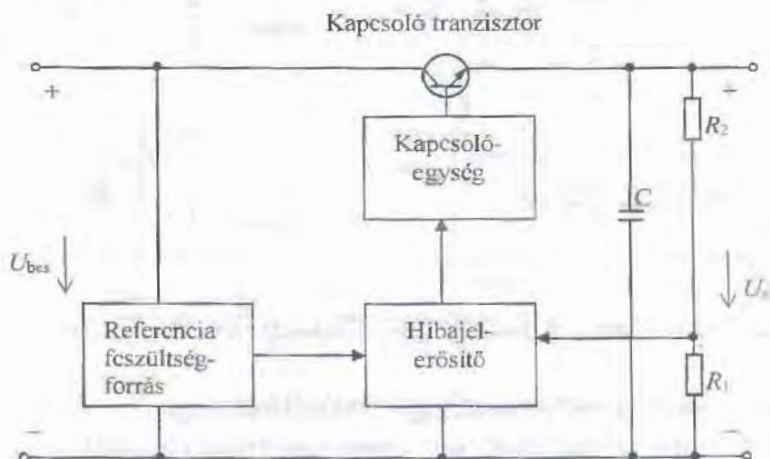 Kapcsoló tranzisztor
+
+
Kapcsoló-
egység
R2
C
Ubes
Referencia
feszültség-
forrás
Hibajel-
erősítő
R1
−
−